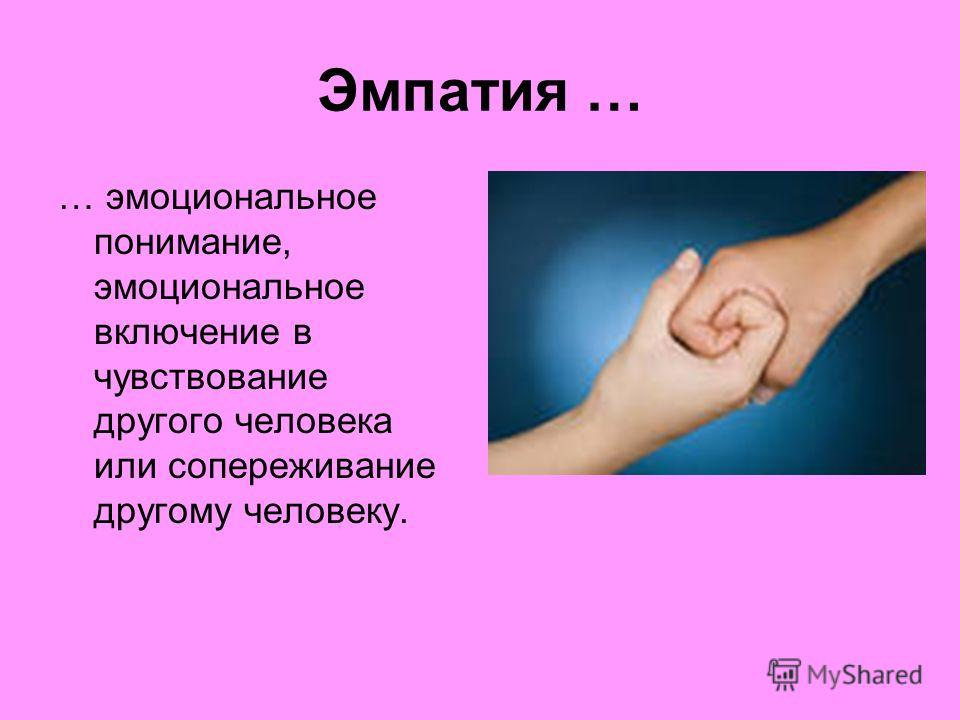 Эмпатия …
… эмоциональное
понимание,
эмоциональное
включение в
чувствование
другого человека
или сопереживание
другому человеку.
MyShared